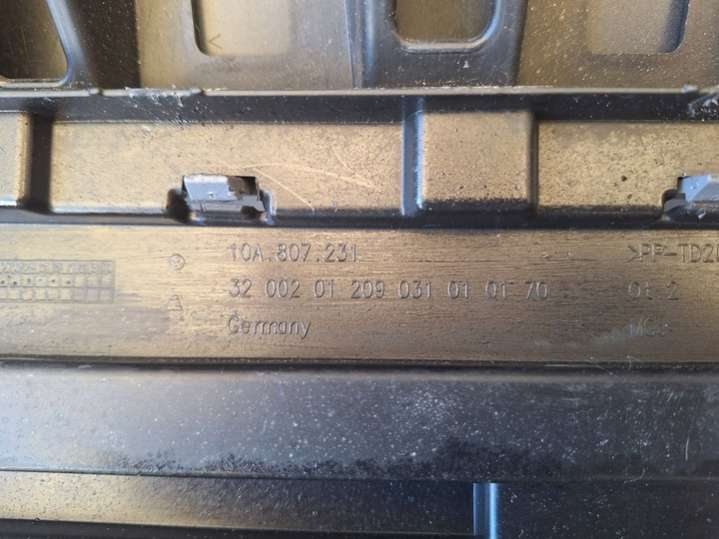 10A.807.231
>PP-TD2
32 002 01 209 031 01 01 70
Germany